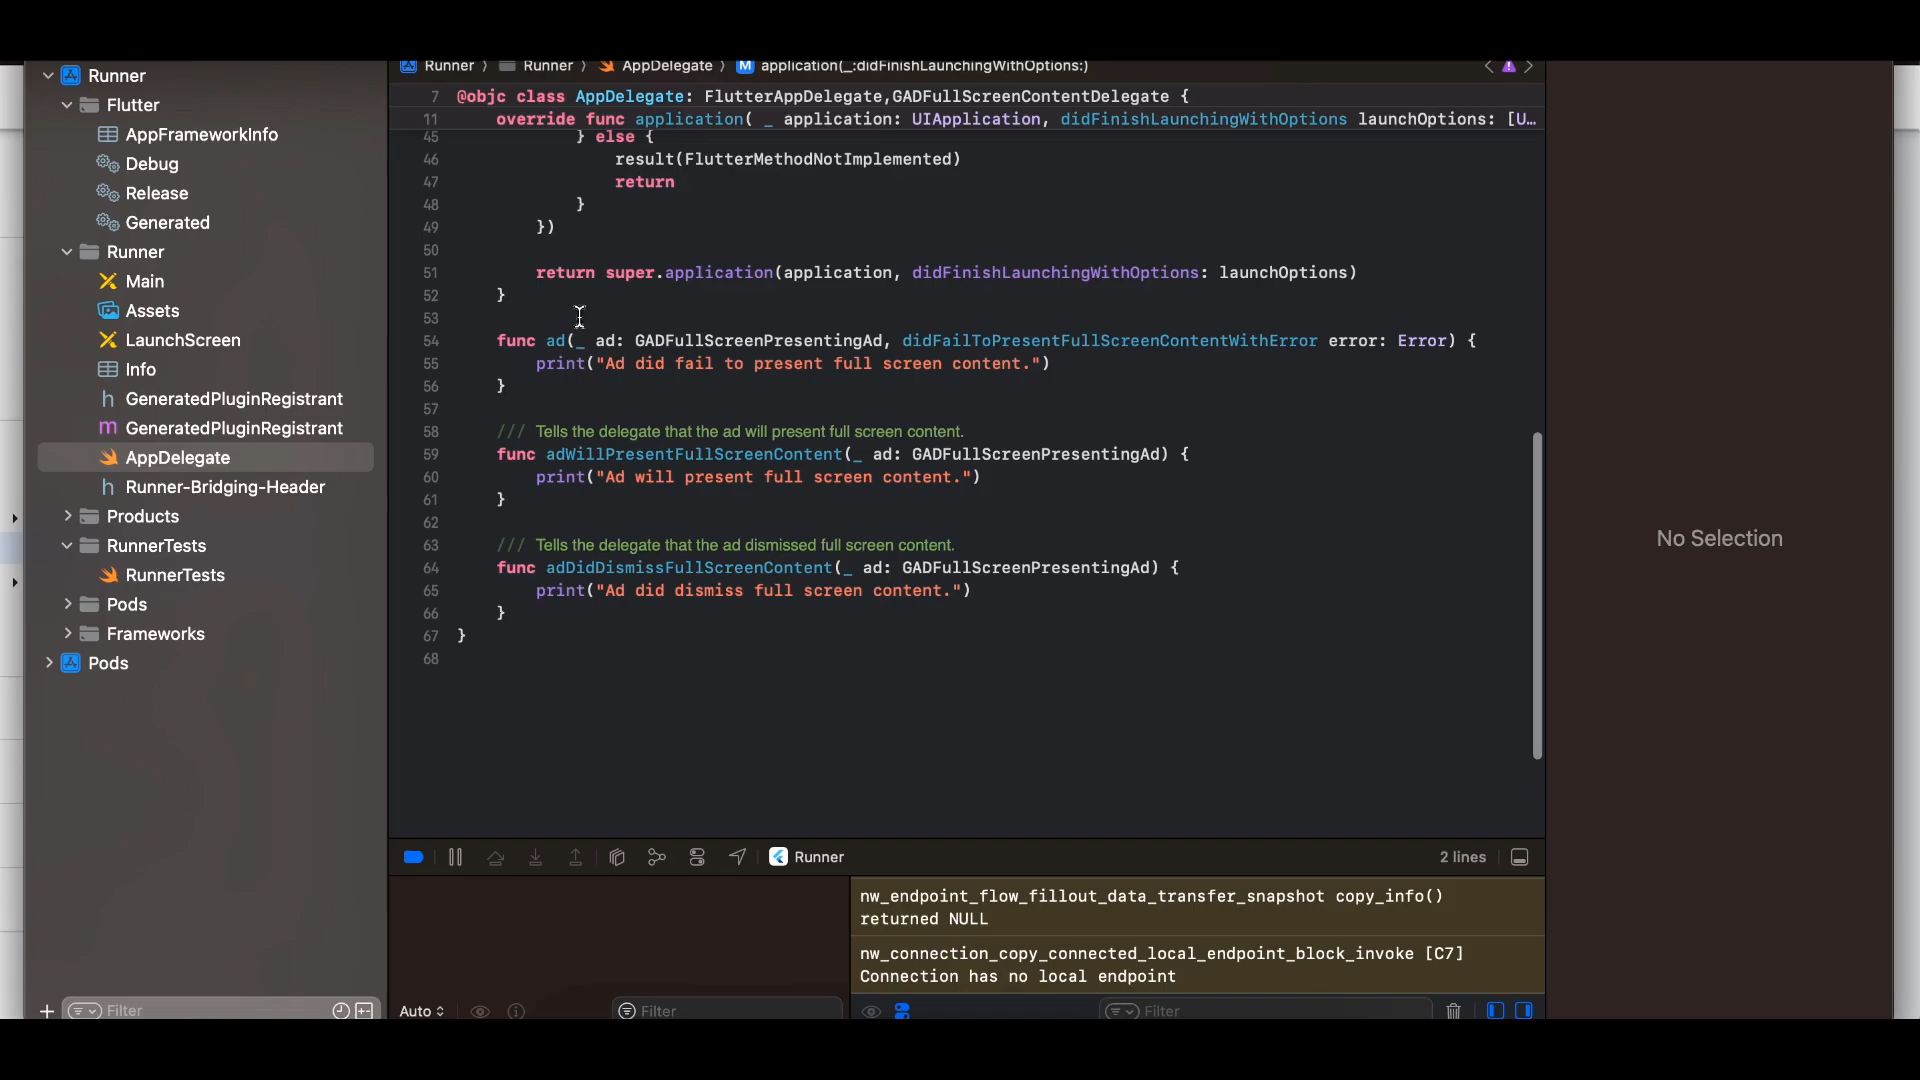 Runner
Flutter
AppFrameworkInfo
Debug
Release
Generated
Runner
Main
Assets
LaunchScreen
Info
GeneratedPluginRegistrant
GeneratedPluginRegistrant
AppDelegate
Runner-Bridging-Header
Products
RunnerTests
RunnerTests
Pods
Frameworks
Pods
Filter
Runner 〉 Runner 〉 AppDelegate 〉 M application(_:didFinishLaunchingWithOptions:)
7 @objc class AppDelegate: FlutterAppDelegate,GADFullScreenContentDelegate {
11 override func application( _ application: UIApplication, didFinishLaunchingWithOptions launchOptions: [U…
45 } else {
46 result(FlutterMethodNotImplemented)
47 return
48 }
49 })
50
51 return super.application(application, didFinishLaunchingWithOptions: launchOptions)
52 }
53
54 func ad(_ ad: GADFullScreenPresentingAd, didFailToPresentFullScreenContentWithError error: Error) {
55 print("Ad did fail to present full screen content.")
56 }
57
58 /// Tells the delegate that the ad will present full screen content.
59 func adWillPresentFullScreenContent(_ ad: GADFullScreenPresentingAd) {
60 print("Ad will present full screen content.")
61 }
62
63 /// Tells the delegate that the ad dismissed full screen content.
64 func adDidDismissFullScreenContent(_ ad: GADFullScreenPresentingAd) {
65 print("Ad did dismiss full screen content.")
66 }
67 }
68
Runner
2 lines
nw_endpoint_flow_fillout_data_transfer_snapshot copy_info()
returned NULL
nw_connection_copy_connected_local_endpoint_block_invoke [C7]
Connection has no local endpoint
Auto
Filter
Filter
No Selection